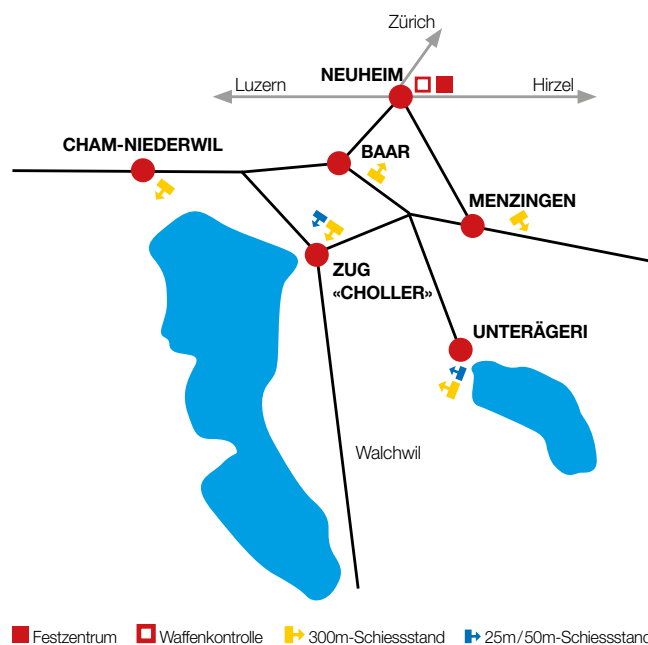 Zürich
NEUHEIM
Luzern
Hirzel
CHAM-NIEDERWIL
BAAR
MENZINGEN
ZUG
«CHOLLER»
UNTERÄGERI
Walchwil
Festzentrum Waffenkontrolle 300m-Schiessstand 25m/50m-Schiessstand